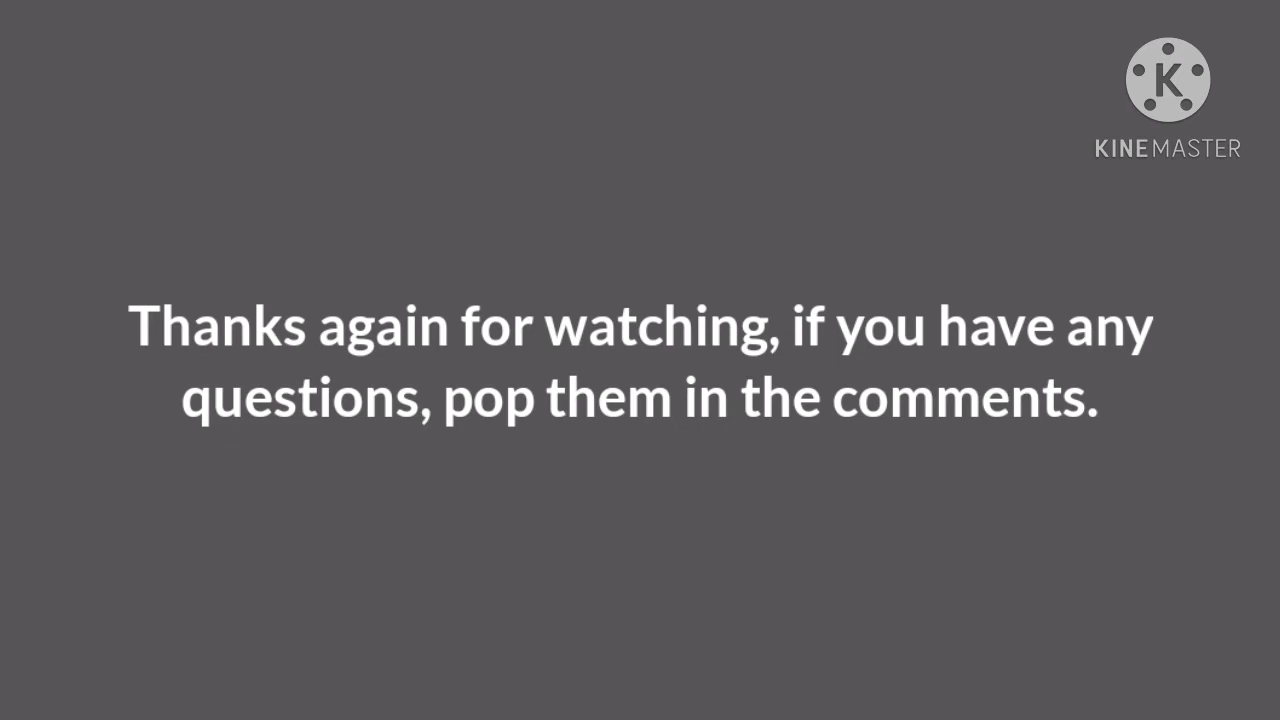 K
KINEMASTER
Thanks again for watching, if you have any
questions, pop them in the comments.